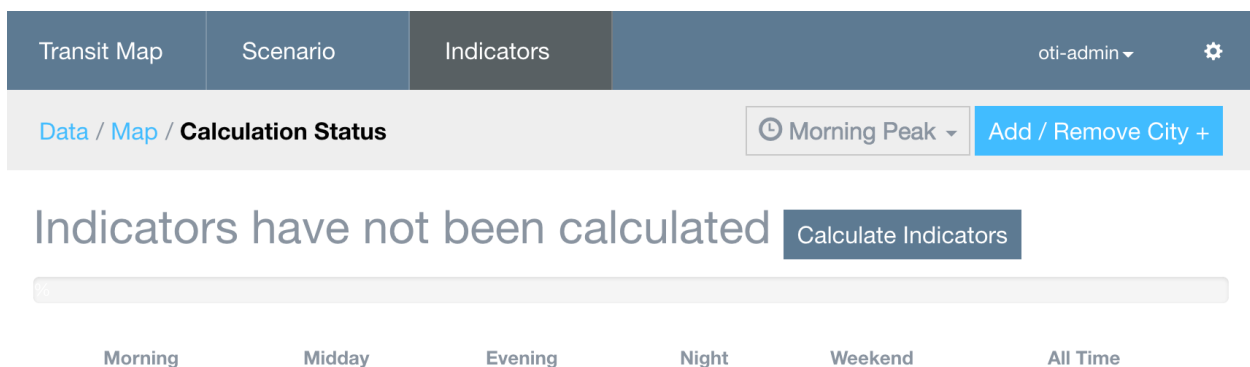 Transit Map Scenario Indicators oti-admin
Data / Map / Calculation Status Morning Peak Add / Remove City +
Indicators have not been calculated Calculate Indicators
%
Morning Midday Evening Night Weekend All Time